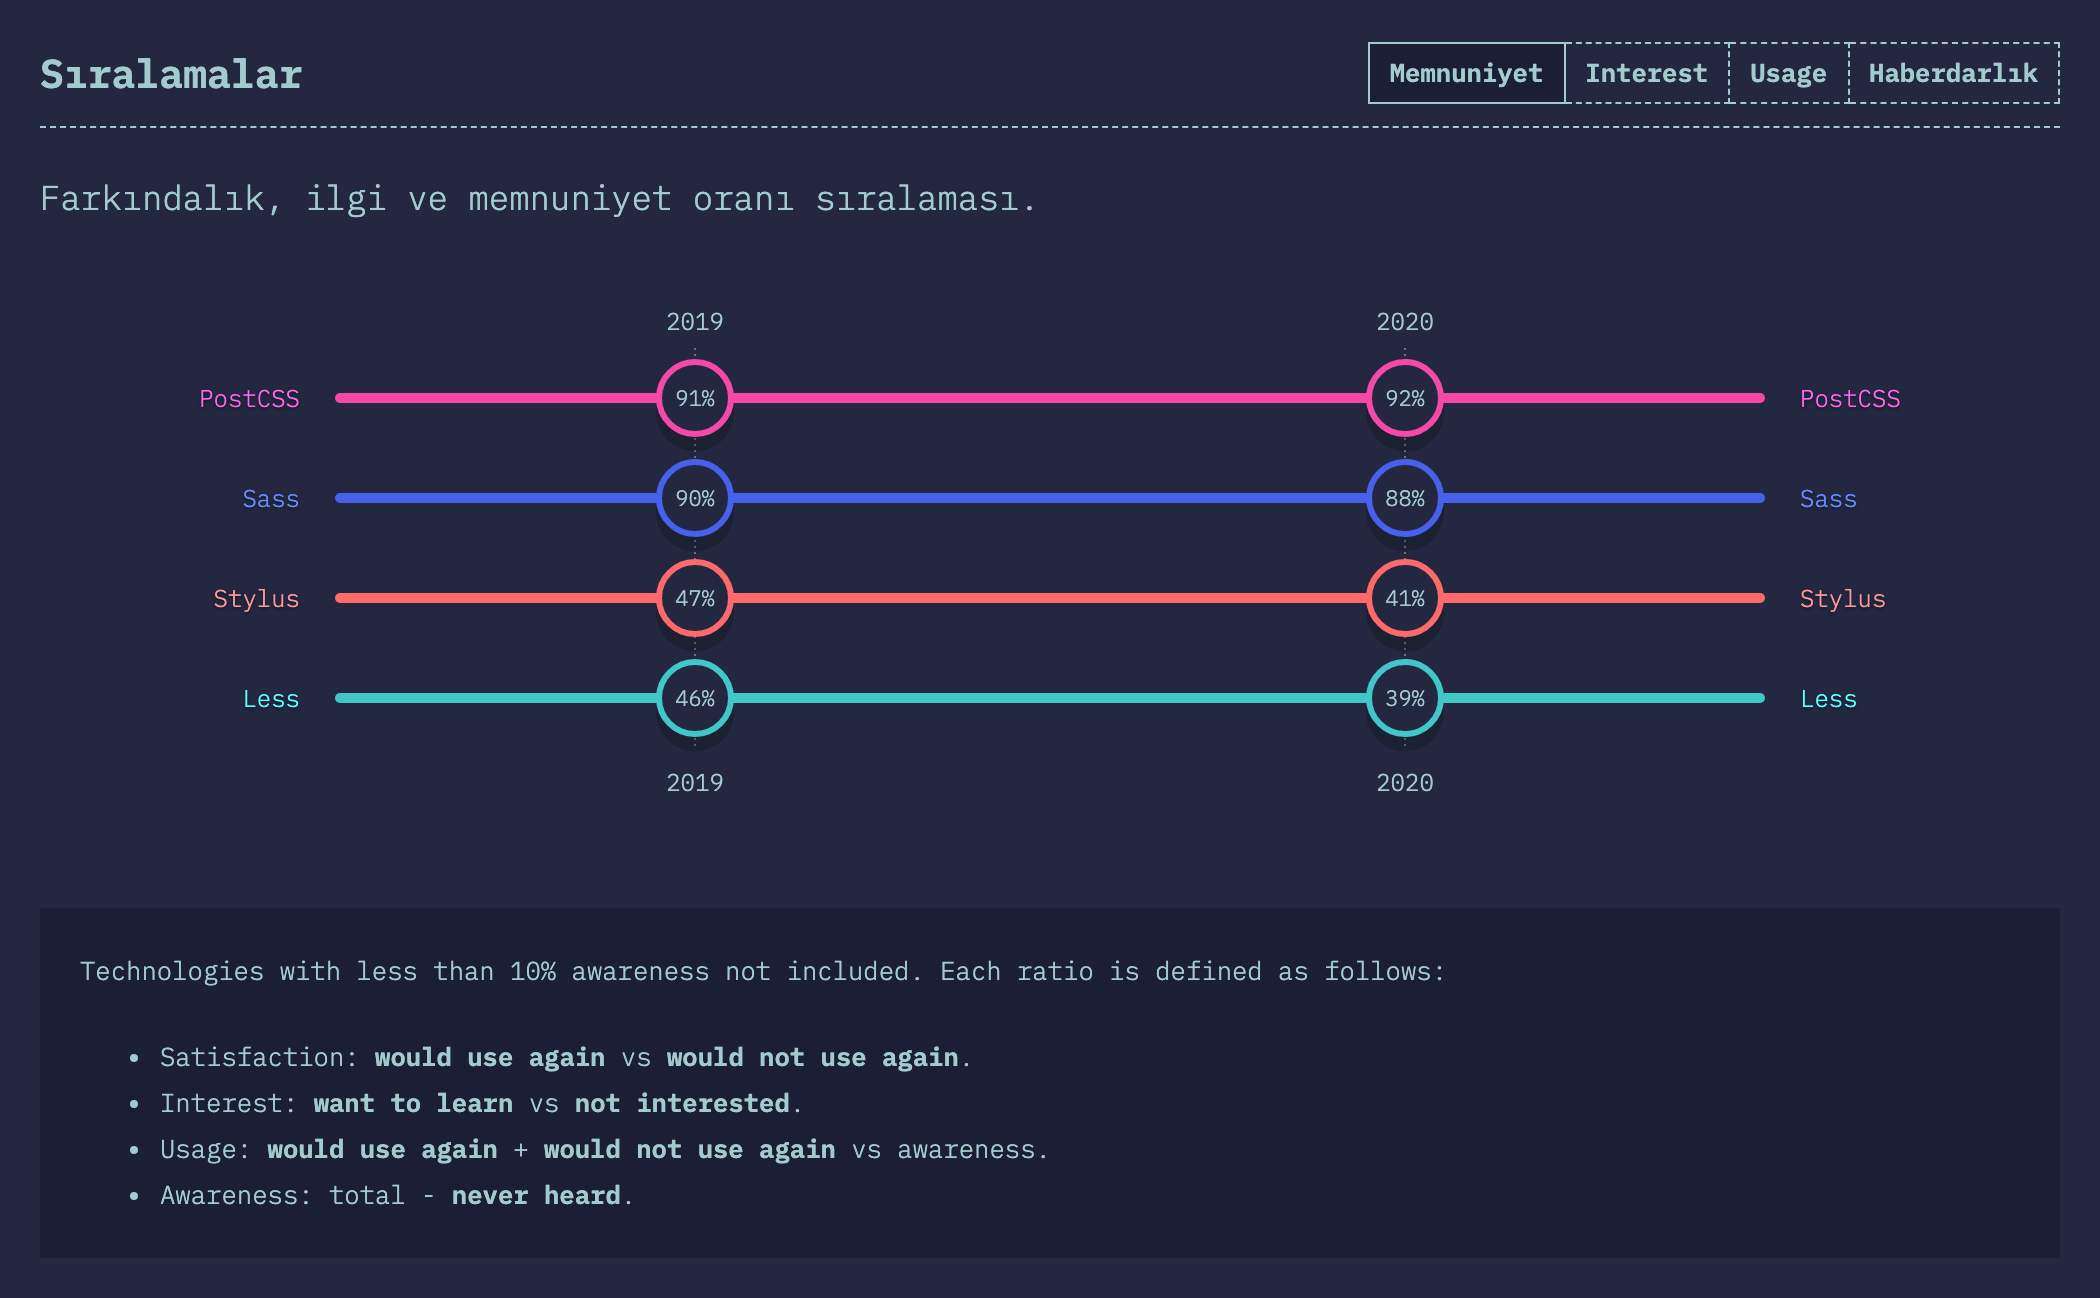 Sıralamalar
Memnuniyet Interest Usage Haberdarlık
Farkındalık, ilgi ve memnuniyet oranı sıralaması.
2019 2020
PostCSS 91% 92% PostCSS
Sass 90% 88% Sass
Stylus 47% 41% Stylus
Less 46% 39% Less
2019 2020
Technologies with less than 10% awareness not included. Each ratio is defined as follows:
• Satisfaction: would use again vs would not use again.
• Interest: want to learn vs not interested.
• Usage: would use again + would not use again vs awareness.
• Awareness: total - never heard.